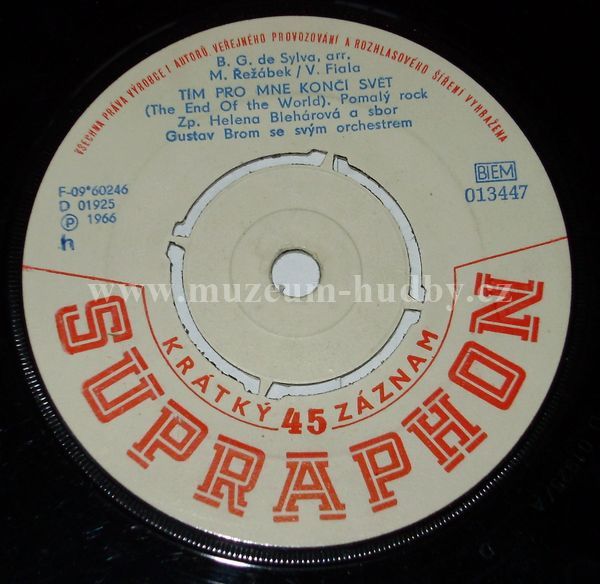 VŠECHNA PRÁVA VÝROBCE I AUTORŮ VEŘEJNÉHO PROVOZOVÁNÍ A ROZHLASOVÉHO ŠÍŘENÍ VYHRAŽENA
B. G. de Sylva, arr.
M. Řežábek / V. Fiala
TÍM PRO MNE KONČÍ SVĚT
(The End Of the World). Pomalý rock
Zp. Helena Blehárová a sbor
Gustav Brom se svým orchestrem
F-09*60246
D 01925
Ⓟ 1966
h
BIEM
013447
www.muzeum-hudby.cz
KRÁTKÝ 45 ZÁZNAM
SUPRAPHON